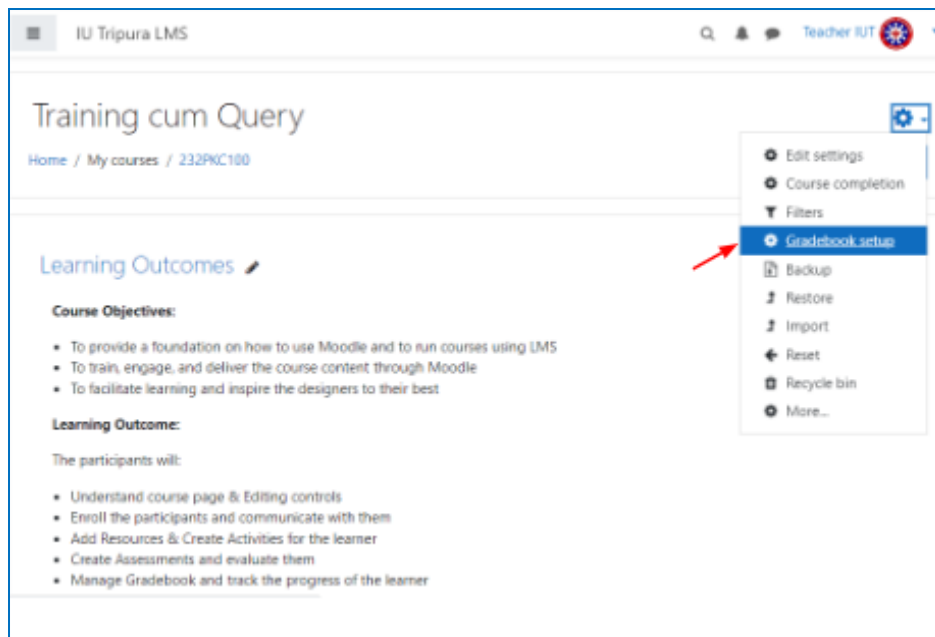 IU Tripura LMS
Teacher IUT
Training cum Query
Home / My courses / 232PKC100
Edit settings
Course completion
Filters
Gradebook setup
Backup
Restore
Import
Reset
Recycle bin
More...
Learning Outcomes
Course Objectives:
• To provide a foundation on how to use Moodle and to run courses using LMS
• To train, engage, and deliver the course content through Moodle
• To facilitate learning and inspire the designers to their best
Learning Outcome:
The participants will:
• Understand course page & Editing controls
• Enroll the participants and communicate with them
• Add Resources & Create Activities for the learner
• Create Assessments and evaluate them
• Manage Gradebook and track the progress of the learner